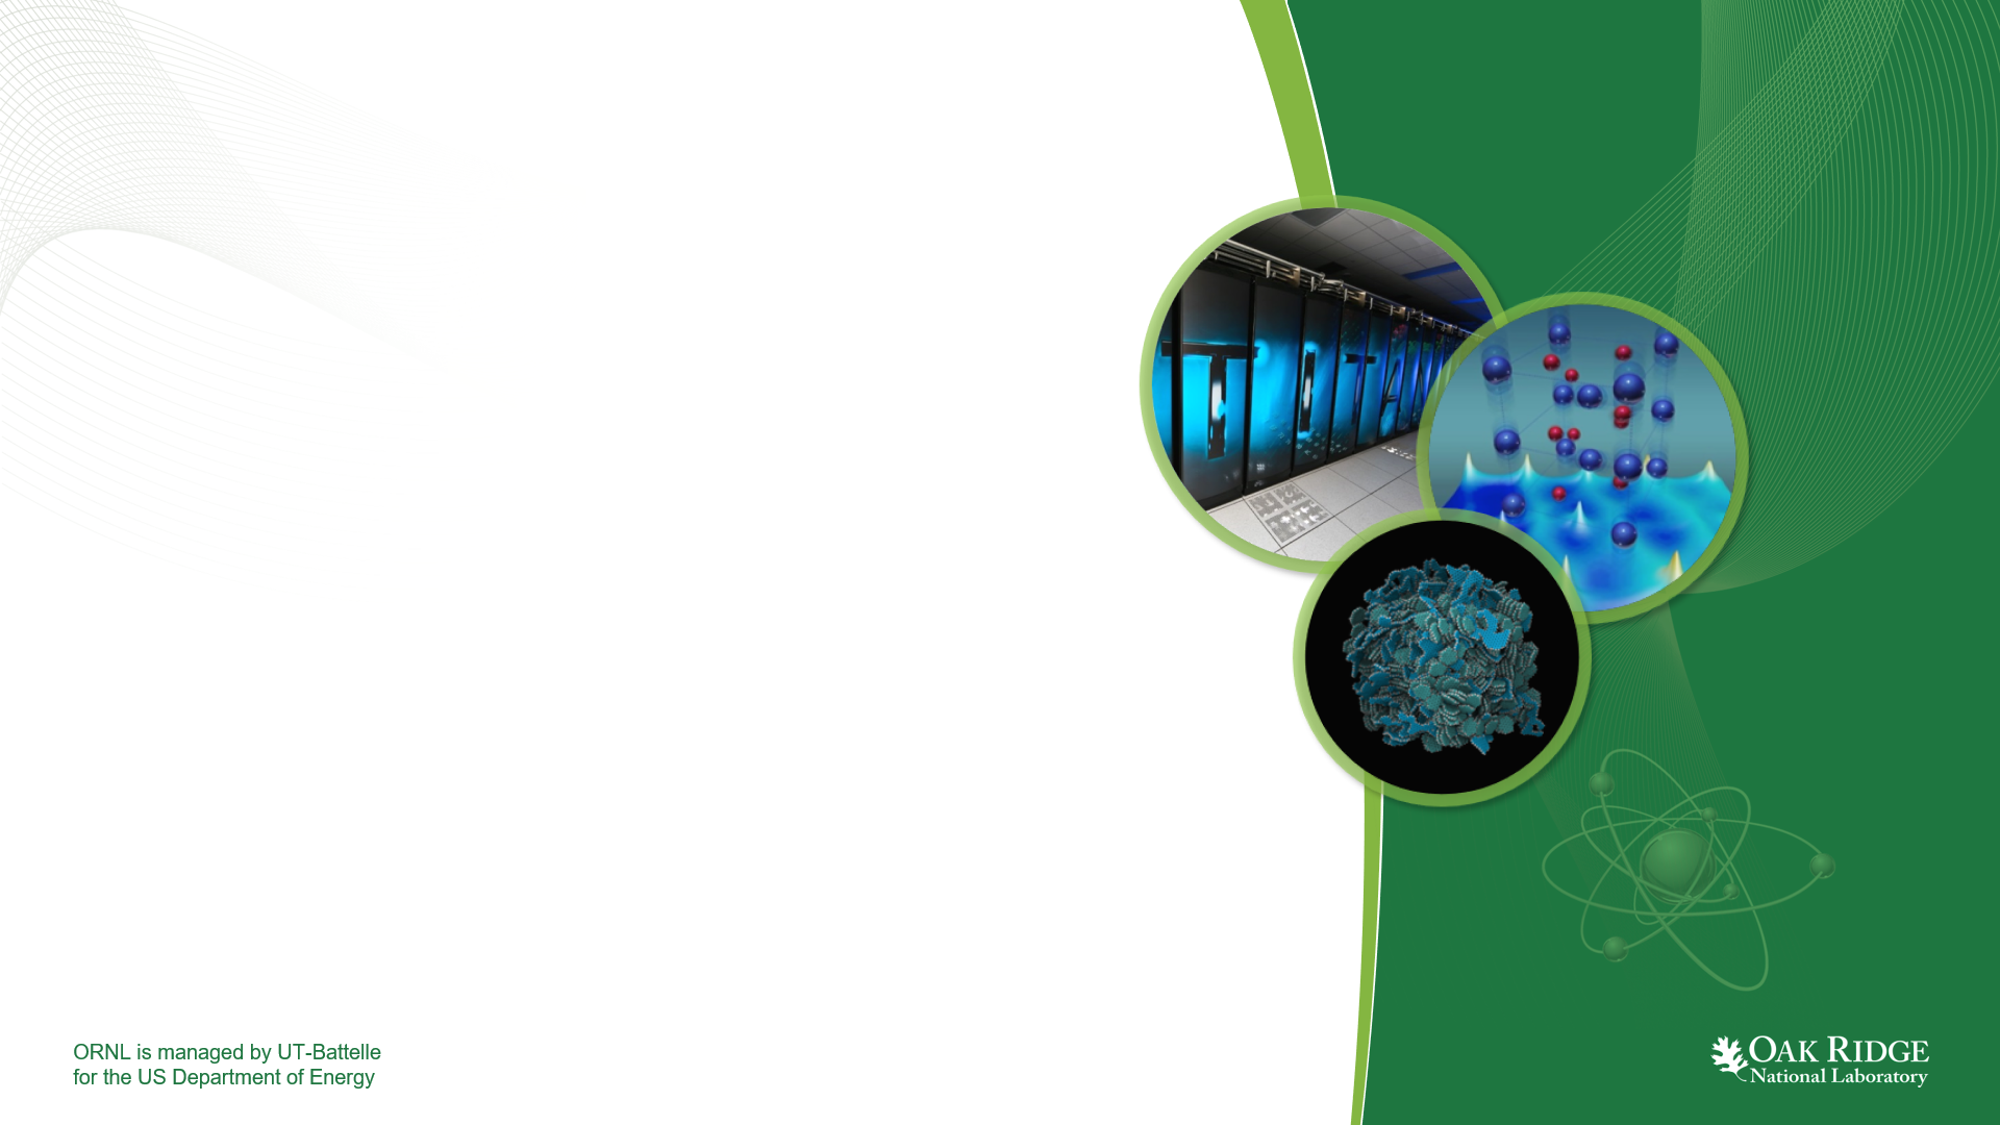 TITAN
ORNL is managed by UT-Battelle
for the US Department of Energy
OAK RIDGE
National Laboratory